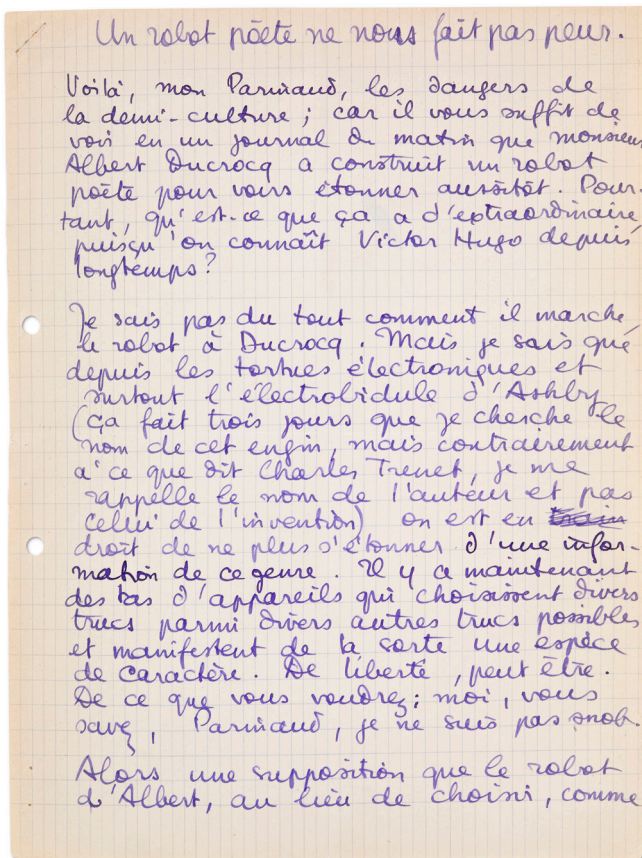 Un robot poète ne nous fait pas peur.
Voilà, mon Parinaud, les dangers de
la demi-culture ; car il vous suffit de
voir en un journal du matin que monsieur
Albert Ducrocq a construit un robot
poète pour vous étonner aussitôt. Pour-
tant, qu'est-ce que ça a d'extraordinaire
puisqu'on connaît Victor Hugo depuis
longtemps ?
Je sais pas du tout comment il marche
le robot à Ducrocq. Mais je sais que
depuis les tortues électroniques et
surtout l'électrobidule d'Ashby
(ça fait trois jours que je cherche le
nom de cet engin, mais contrairement
à ce que dit Charles Trenet, je me
rappelle le nom de l'auteur et pas
celui de l'invention) on est en train
droit de ne plus s'étonner d'une infor-
mation de ce genre. Il y a maintenant
des tas d'appareils qui choisissent divers
trucs parmi divers autres trucs possibles
et manifestent de la sorte une espèce
de caractère. De liberté, peut être.
De ce que vous voudrez ; moi, vous
savez, Parinaud, je ne suis pas snob.
Alors une supposition que le robot
d'Albert, au lieu de choisir, comme